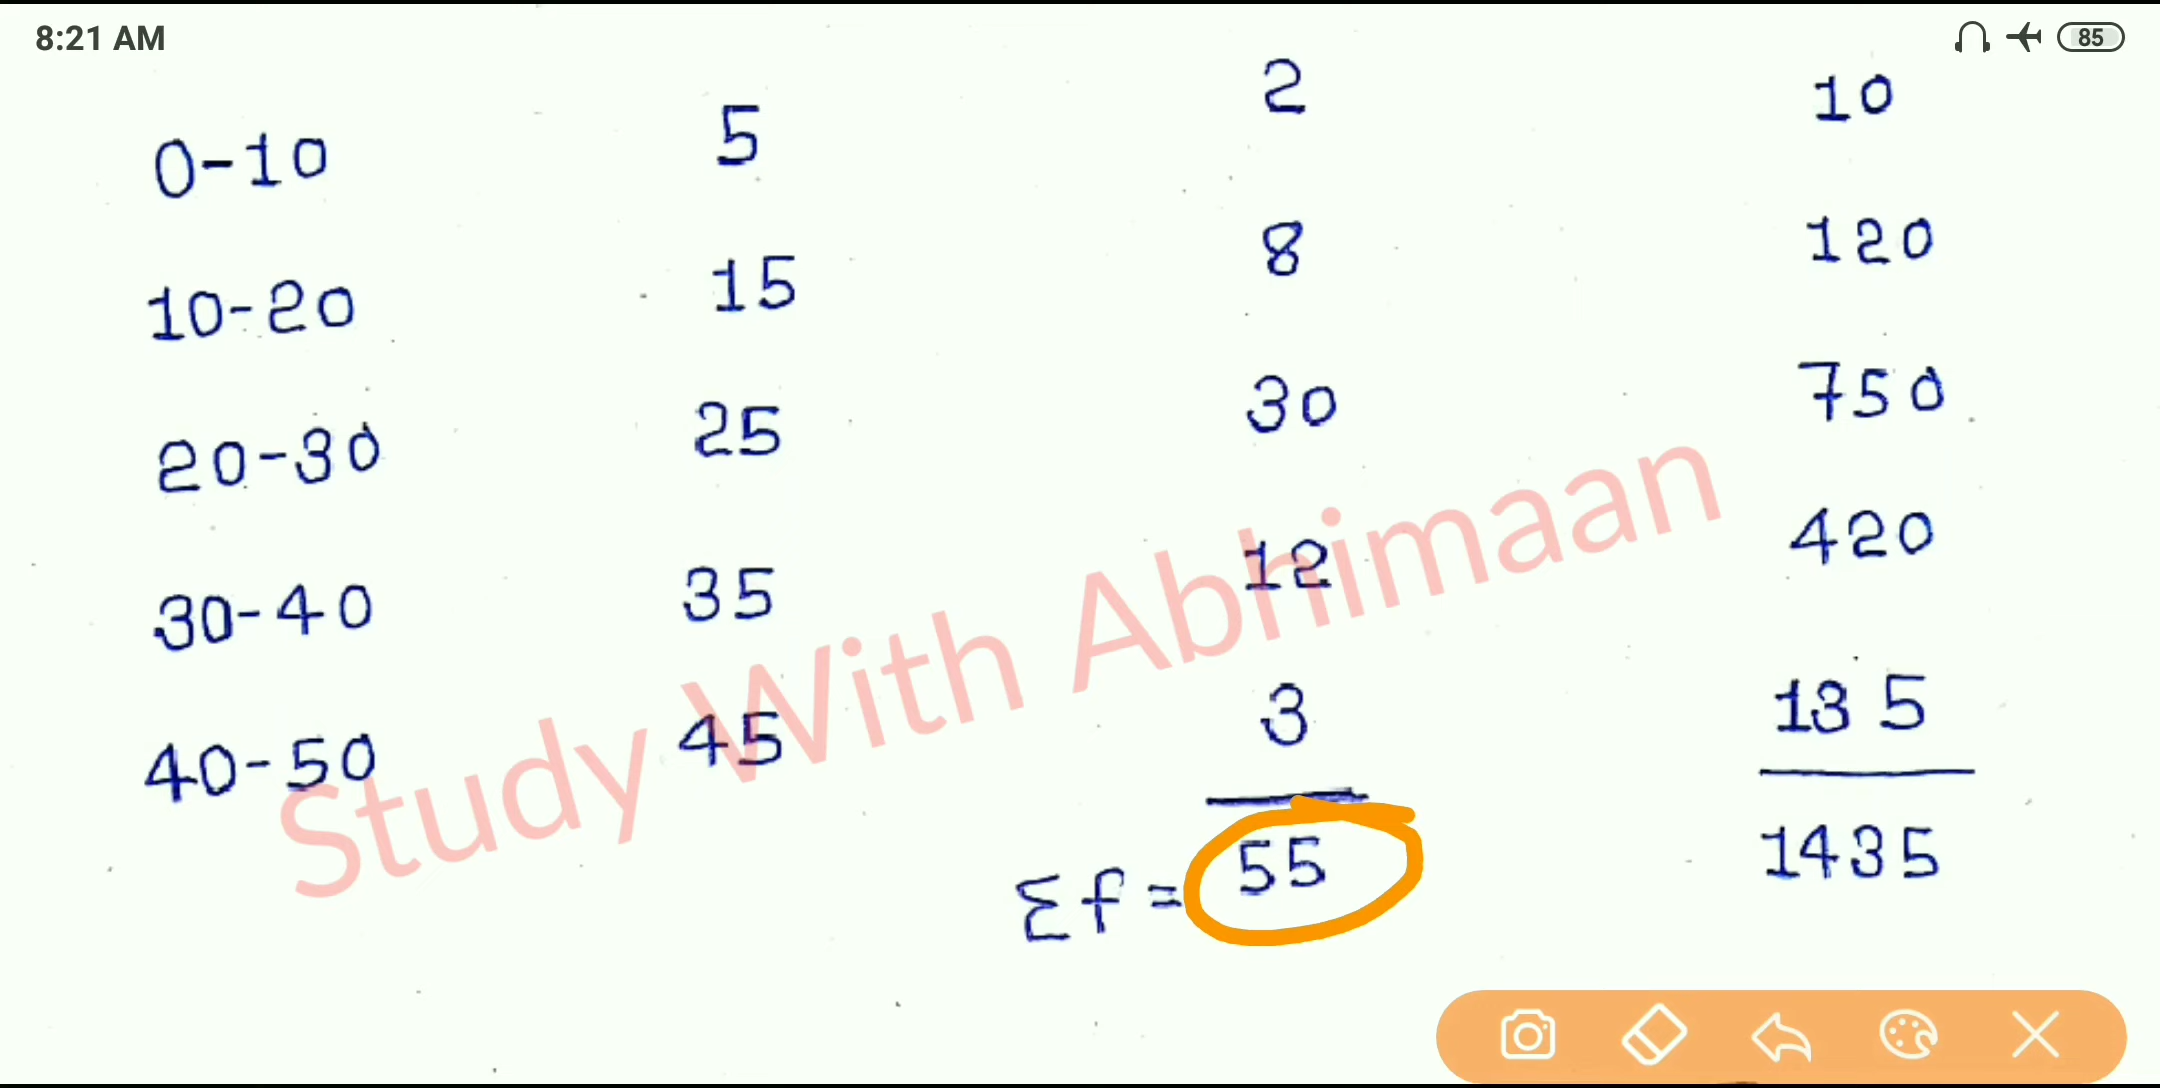 8:21 AM 85
0-10 5 2 10
10-20 15 8 120
20-30 25 30 750
30-40 35 12 420
40-50 45 3 135
Σf = 55 1435
Study With Abhimaan